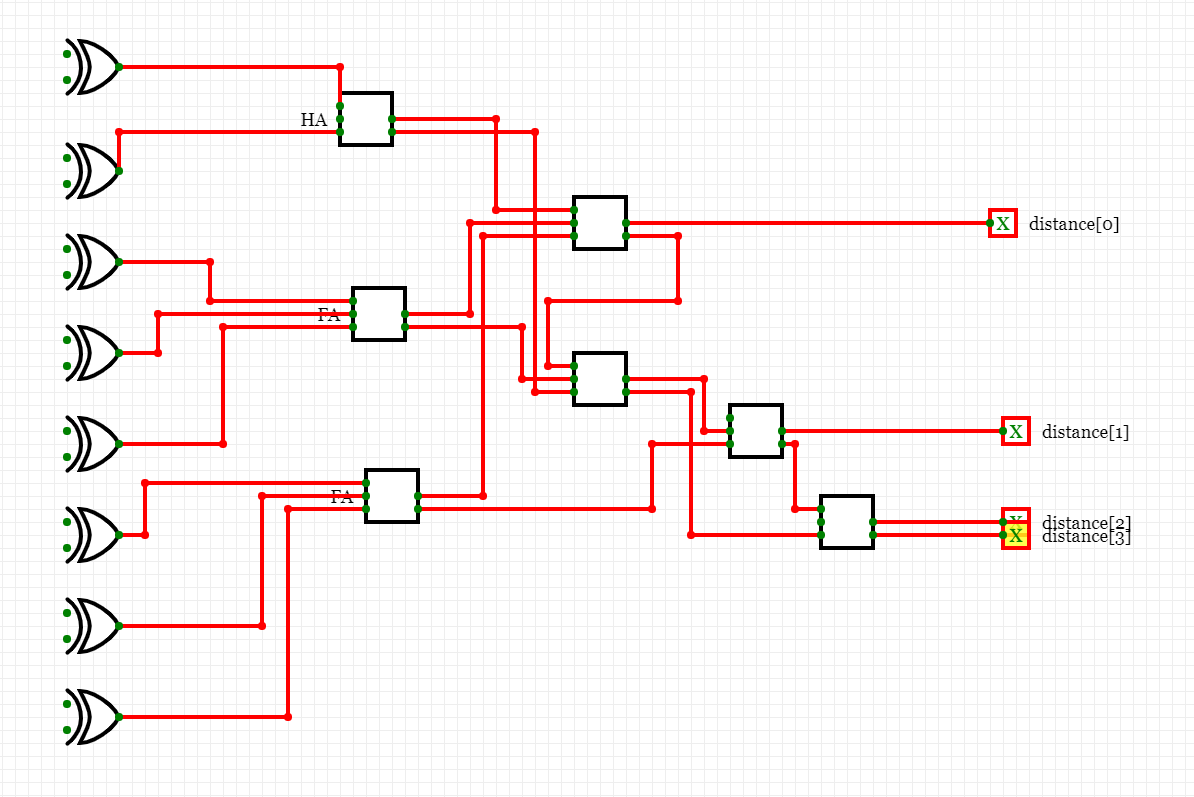 HA
X distance[0]
FA
X distance[1]
FA
X distance[2]
X distance[3]